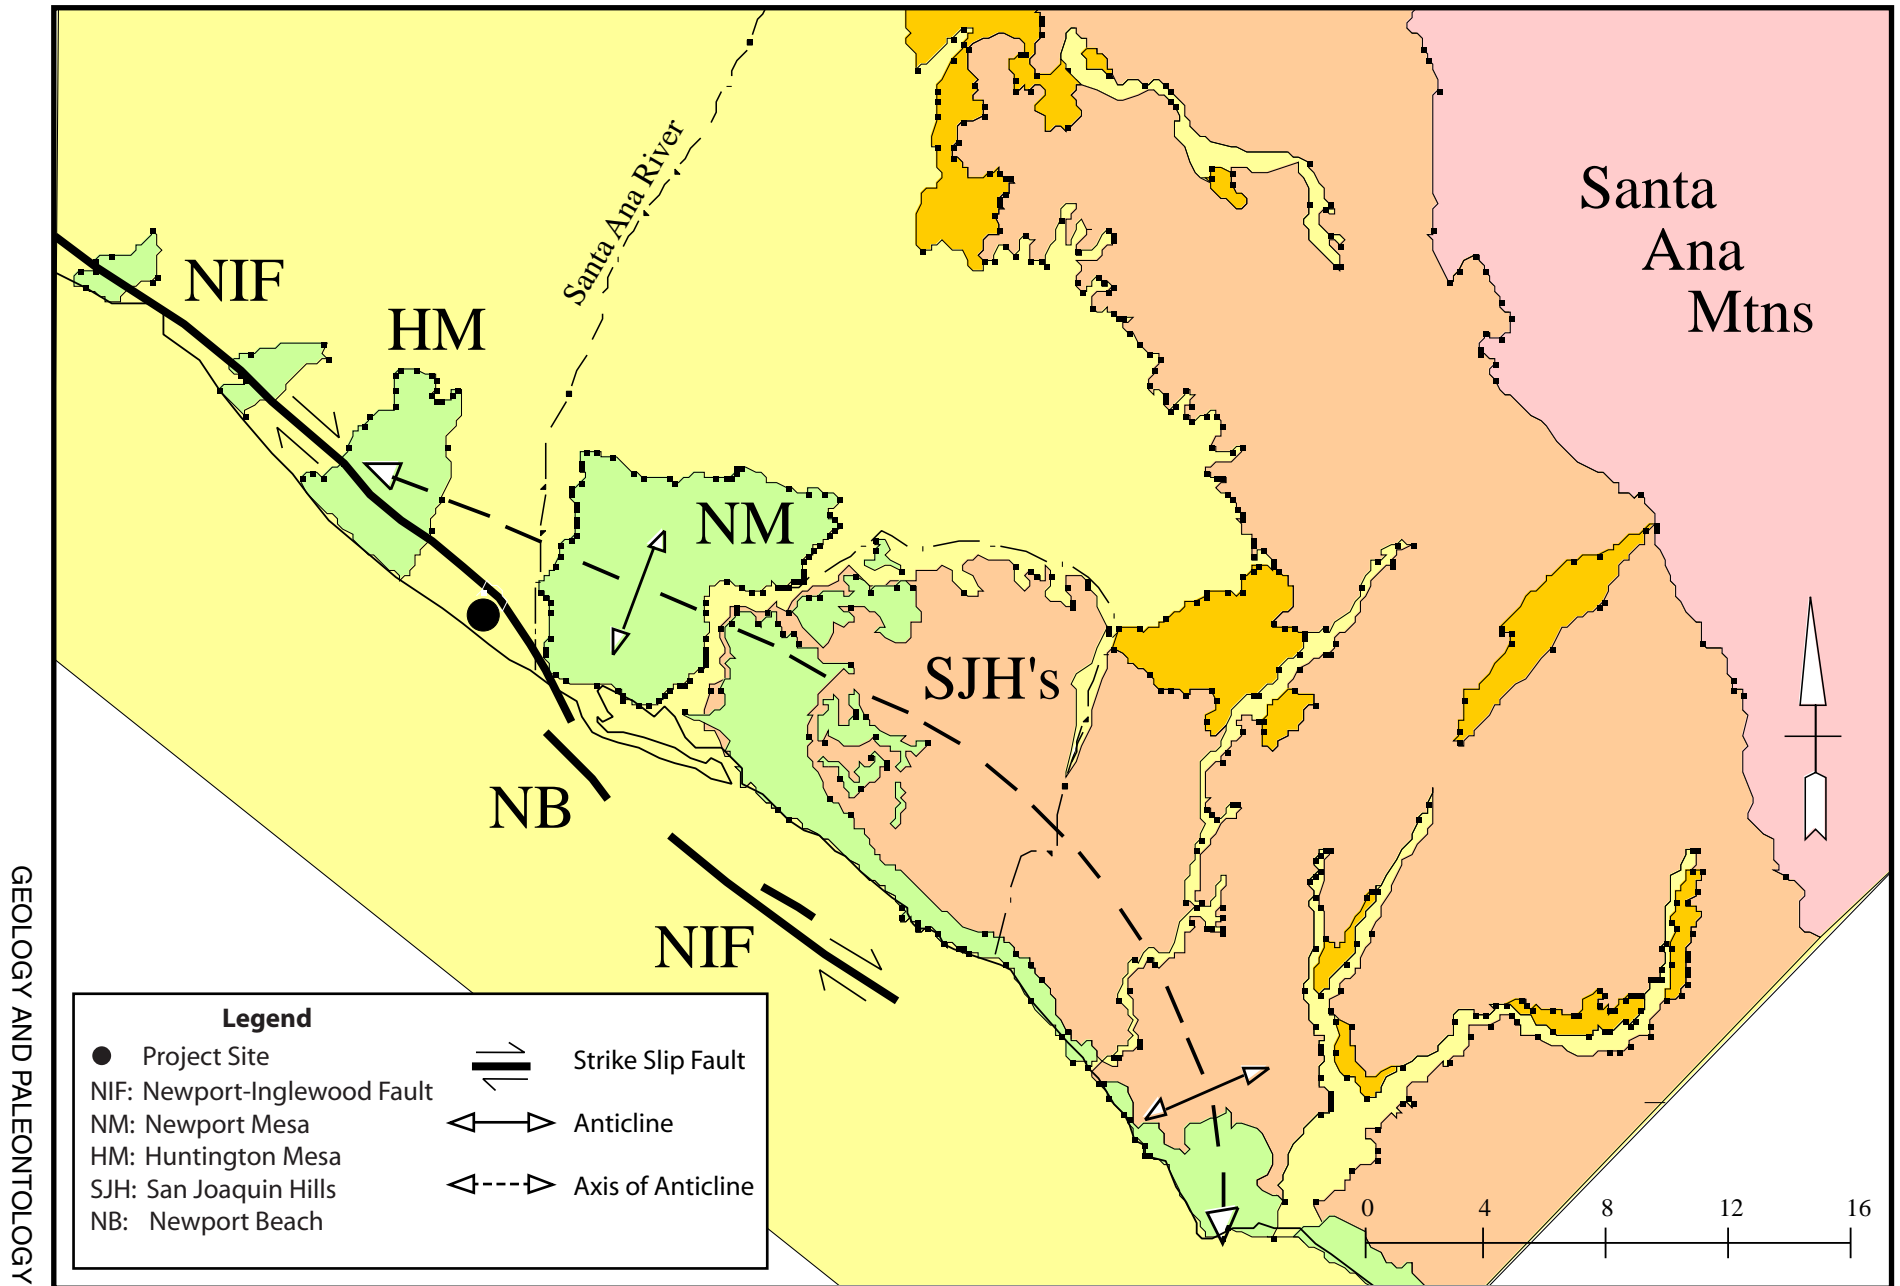 Santa
Ana
Mtns
Santa Ana River
NIF
HM
NM
SJH's
NB
NIF
GEOLOGY AND PALEONTOLOGY
Legend
Project Site
NIF: Newport-Inglewood Fault
NM: Newport Mesa
HM: Huntington Mesa
SJH: San Joaquin Hills
NB: Newport Beach
Strike Slip Fault
Anticline
Axis of Anticline
0 4 8 12 16